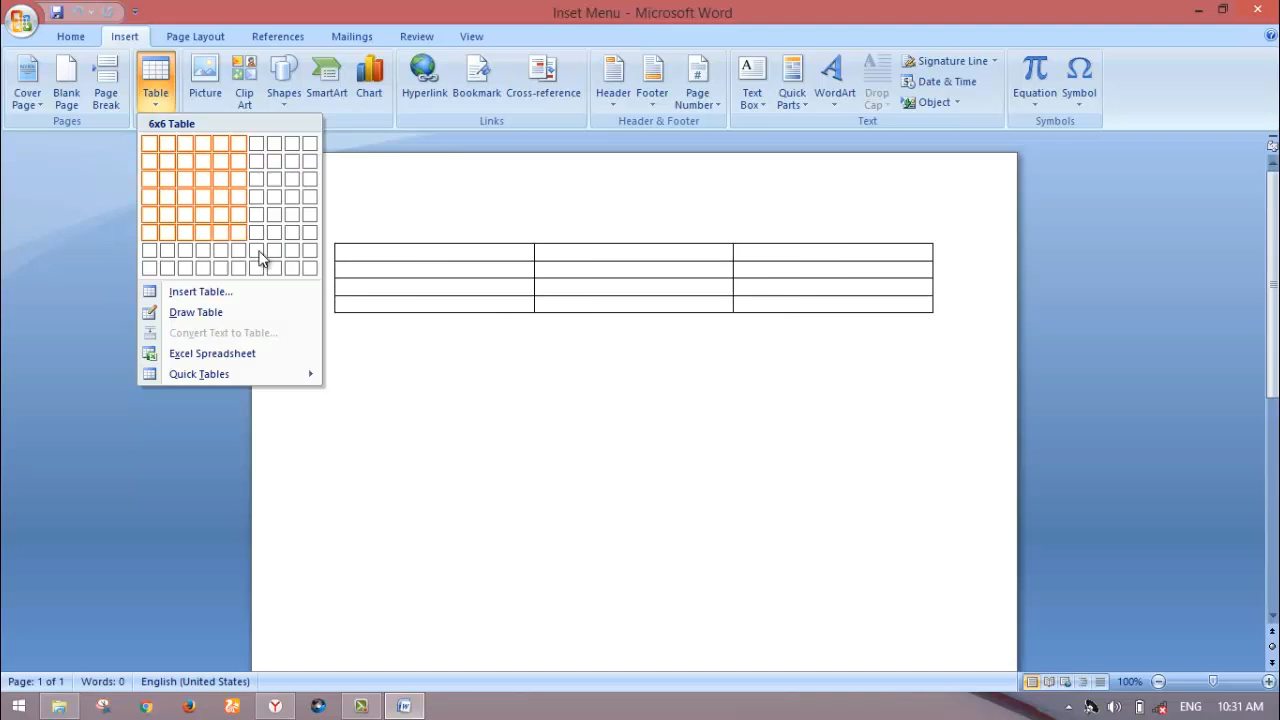 Inset Menu - Microsoft Word
Home Insert Page Layout References Mailings Review View
Cover Page
Blank Page
Page Break
Pages
Table
Picture
Clip Art
Shapes
SmartArt
Chart
Hyperlink
Bookmark
Cross-reference
Links
Header
Footer
Page Number
Header & Footer
Text Box
Quick Parts
WordArt
Drop Cap
Signature Line
Date & Time
Object
Text
Equation
Symbol
Symbols
6x6 Table
Insert Table...
Draw Table
Convert Text to Table...
Excel Spreadsheet
Quick Tables
Page: 1 of 1 Words: 0 English (United States) 100%
ENG 10:31 AM